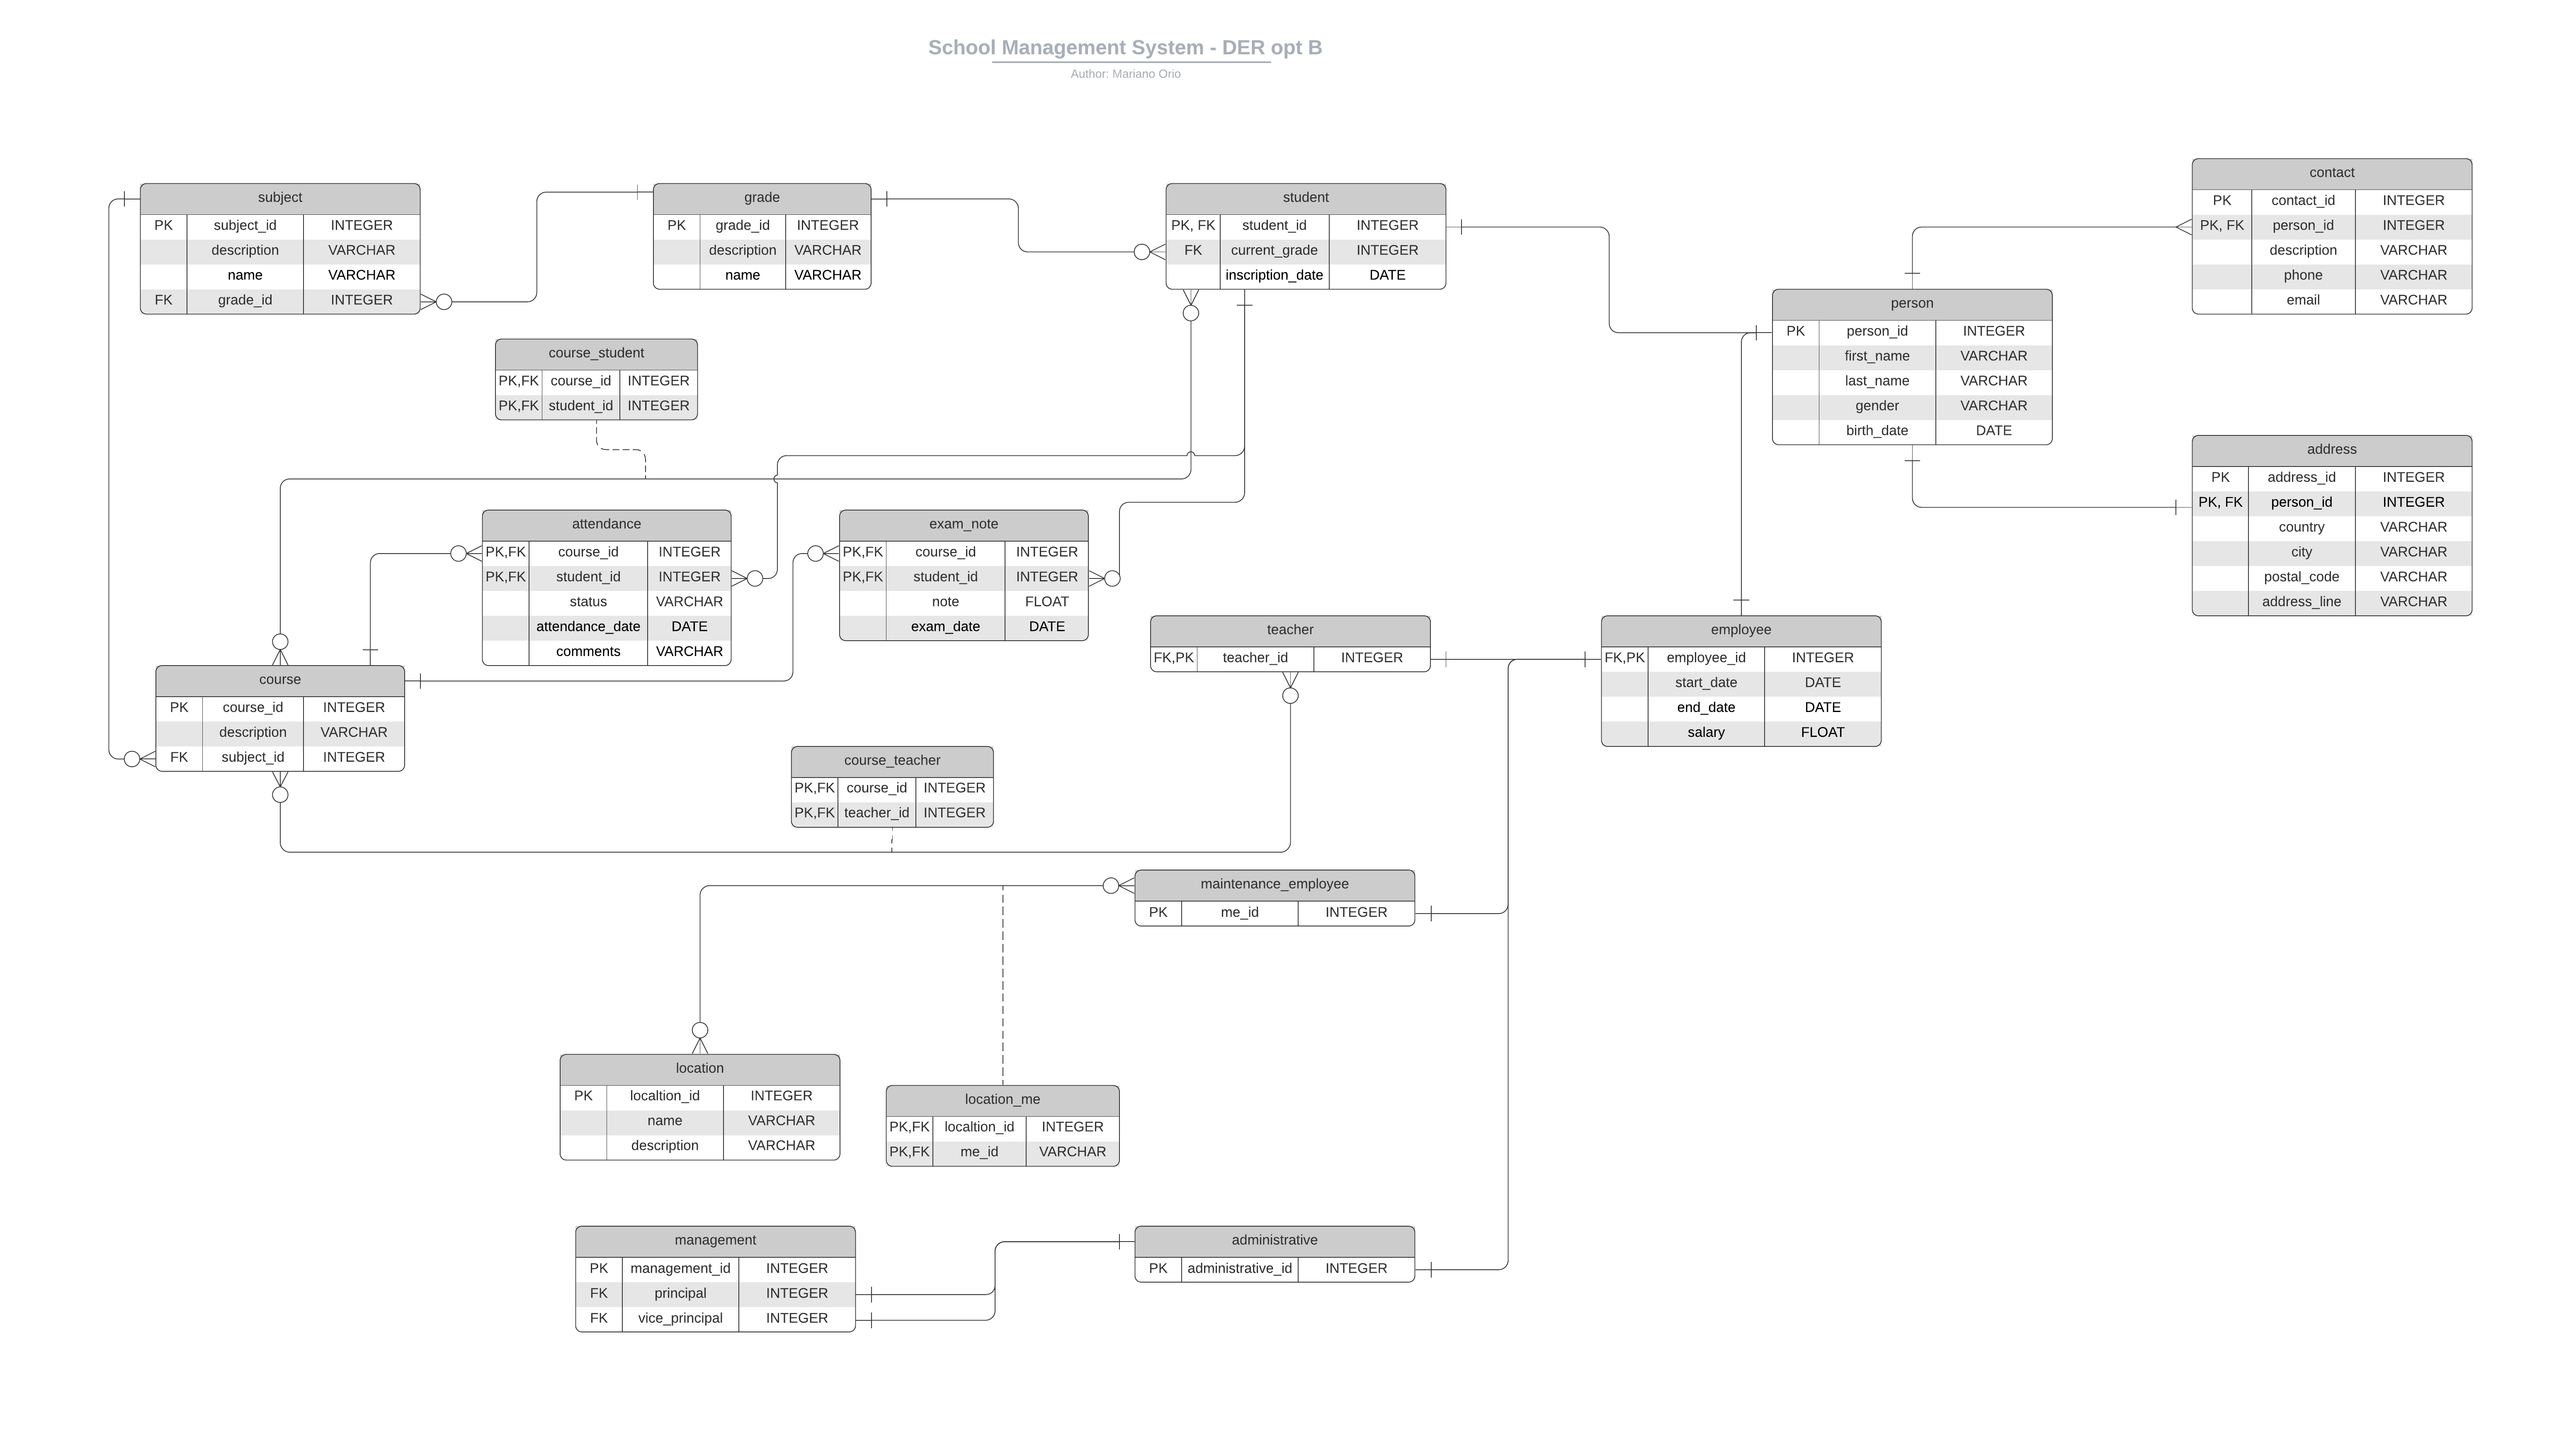 School Management System - DER opt B
Author: Mariano Orio
subject
PK subject_id INTEGER
description VARCHAR
name VARCHAR
FK grade_id INTEGER
grade
PK grade_id INTEGER
description VARCHAR
name VARCHAR
student
PK, FK student_id INTEGER
FK current_grade INTEGER
inscription_date DATE
contact
PK contact_id INTEGER
PK, FK person_id INTEGER
description VARCHAR
phone VARCHAR
email VARCHAR
person
PK person_id INTEGER
first_name VARCHAR
last_name VARCHAR
gender VARCHAR
birth_date DATE
course_student
PK,FK course_id INTEGER
PK,FK student_id INTEGER
address
PK address_id INTEGER
PK, FK person_id INTEGER
country VARCHAR
city VARCHAR
postal_code VARCHAR
address_line VARCHAR
attendance
PK,FK course_id INTEGER
PK,FK student_id INTEGER
status VARCHAR
attendance_date DATE
comments VARCHAR
exam_note
PK,FK course_id INTEGER
PK,FK student_id INTEGER
note FLOAT
exam_date DATE
teacher
FK,PK teacher_id INTEGER
employee
FK,PK employee_id INTEGER
start_date DATE
end_date DATE
salary FLOAT
course
PK course_id INTEGER
description VARCHAR
FK subject_id INTEGER
course_teacher
PK,FK course_id INTEGER
PK,FK teacher_id INTEGER
maintenance_employee
PK me_id INTEGER
location
PK localtion_id INTEGER
name VARCHAR
description VARCHAR
location_me
PK,FK localtion_id INTEGER
PK,FK me_id VARCHAR
management
PK management_id INTEGER
FK principal INTEGER
FK vice_principal INTEGER
administrative
PK administrative_id INTEGER